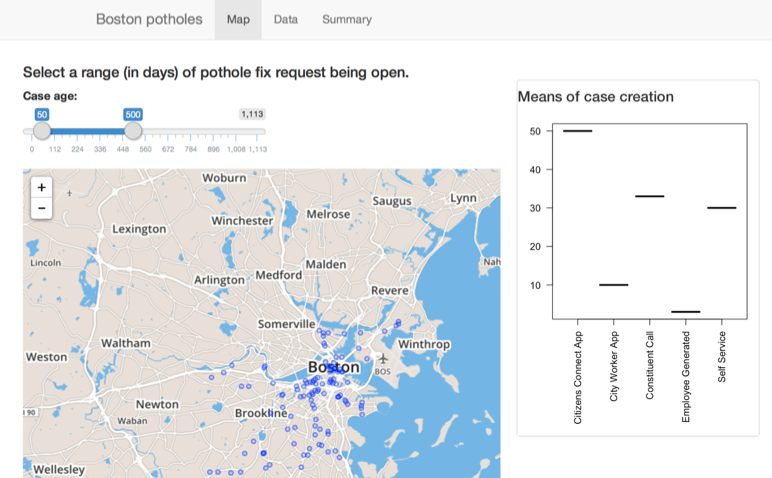 Boston potholes Map Data Summary
Select a range (in days) of pothole fix request being open.
Case age:
50 500 1,113
0 112 224 336 448 560 672 784 896 1,008 1,113
+
−
Woburn
Saugus
Lynn
Winchester
Melrose
Lexington
Lincoln
Malden
Nah
Arlington
Medford
Revere
Somerville
Waltham
Winthrop
Weston
Boston
BOS
Newton
I 90
Brookline
Waban
Wellesley
Means of case creation
50
40
30
20
10
Citizens Connect App
City Worker App
Constituent Call
Employee Generated
Self Service